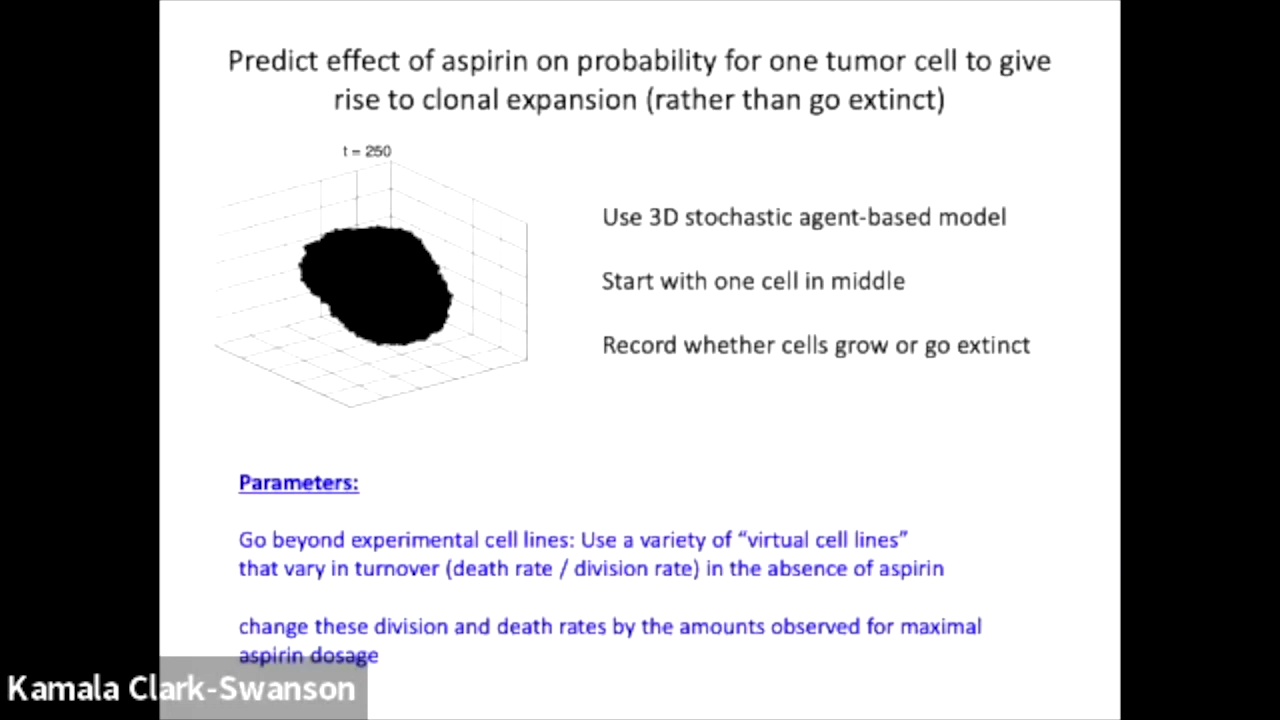 Predict effect of aspirin on probability for one tumor cell to give
rise to clonal expansion (rather than go extinct)
t = 250
Use 3D stochastic agent-based model
Start with one cell in middle
Record whether cells grow or go extinct
Parameters:
Go beyond experimental cell lines: Use a variety of “virtual cell lines”
that vary in turnover (death rate / division rate) in the absence of aspirin
change these division and death rates by the amounts observed for maximal
aspirin dosage
Kamala Clark-Swanson